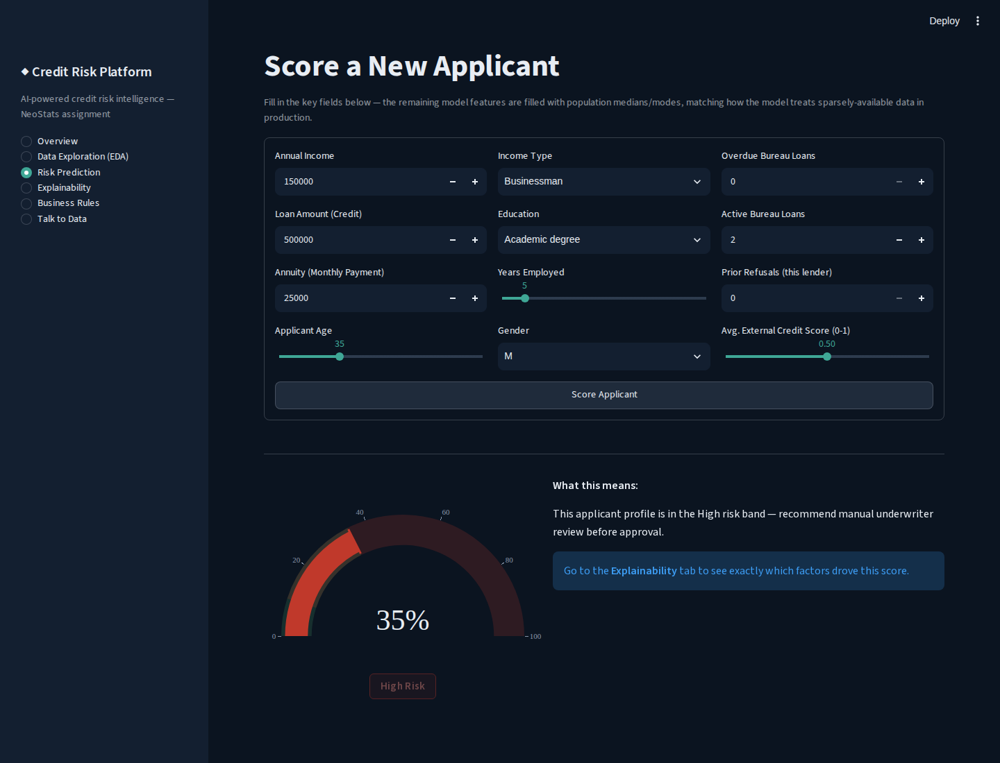 Deploy
◆ Credit Risk Platform
AI-powered credit risk intelligence —
NeoStats assignment
Overview
Data Exploration (EDA)
Risk Prediction
Explainability
Business Rules
Talk to Data
Score a New Applicant
Fill in the key fields below — the remaining model features are filled with population medians/modes, matching how the model treats sparsely-available data in
production.
Annual Income
150000
Income Type
Businessman
Overdue Bureau Loans
0
Loan Amount (Credit)
500000
Education
Academic degree
Active Bureau Loans
2
Annuity (Monthly Payment)
25000
Years Employed
5
Prior Refusals (this lender)
0
Applicant Age
35
Gender
M
Avg. External Credit Score (0-1)
0.50
Score Applicant
0
20
40
60
80
100
35%
High Risk
What this means:
This applicant profile is in the High risk band — recommend manual underwriter
review before approval.
Go to the Explainability tab to see exactly which factors drove this score.